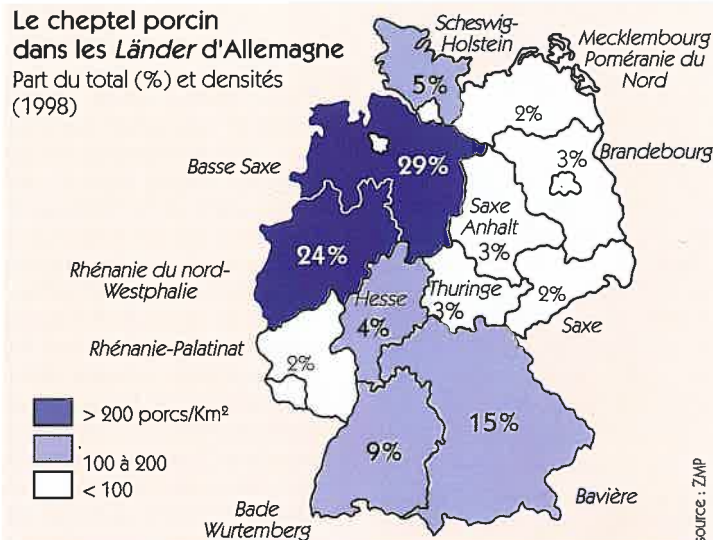 Le cheptel porcin
dans les Länder d'Allemagne
Part du total (%) et densités
(1998)
Scheswig-
Holstein
Mecklembourg
Poméranie du
Nord
5%
2%
3%
Brandebourg
Basse Saxe
29%
Saxe
Anhalt
3%
24%
Rhénanie du nord-
Westphalie
Hesse
4%
Thuringe
3%
2%
Saxe
Rhénanie-Palatinat
2%
> 200 porcs/Km²
100 à 200
< 100
9%
15%
Bade
Wurtemberg
Bavière
source : ZMP